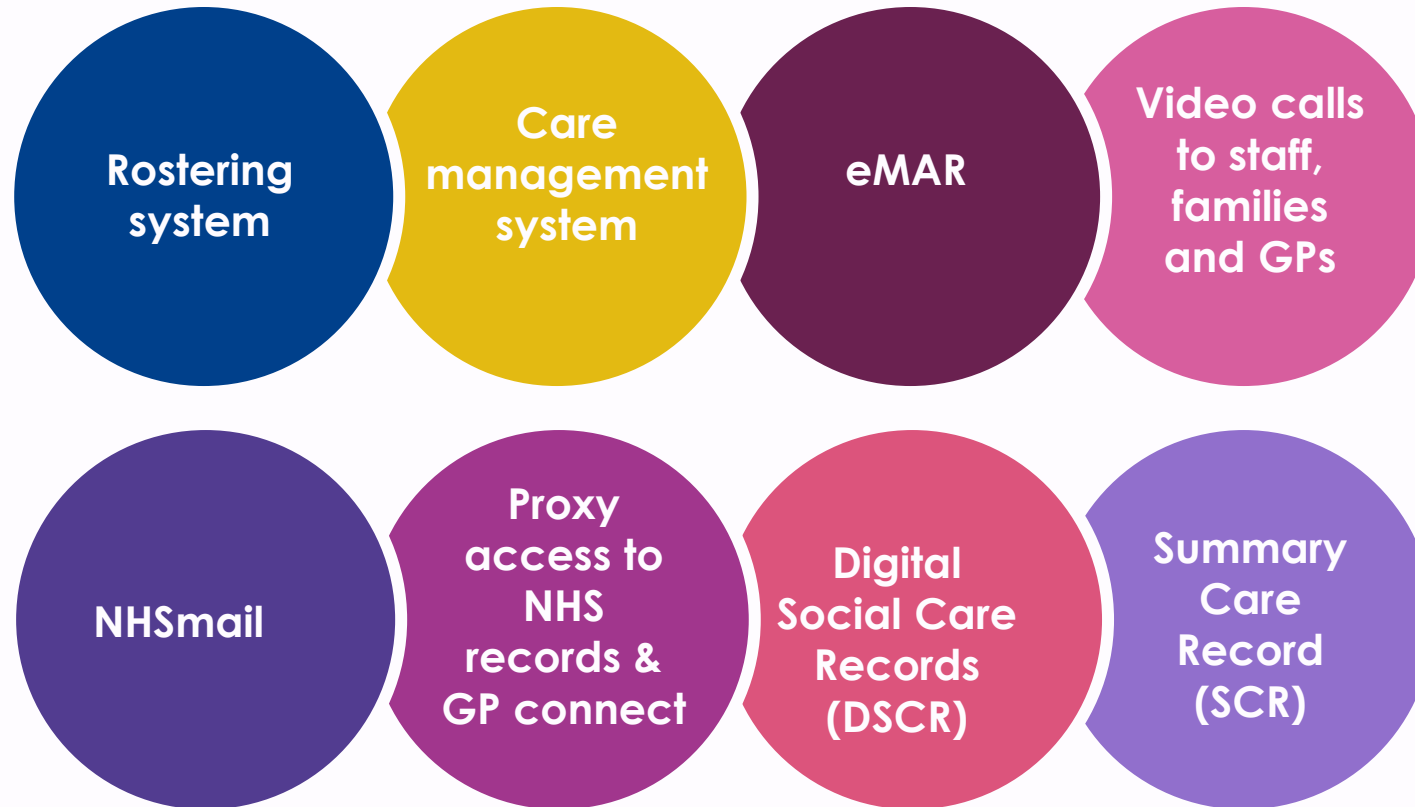 Rostering
system
Care
management
system
eMAR
Video calls
to staff,
families
and GPs
NHSmail
Proxy
access to
NHS
records &
GP connect
Digital
Social Care
Records
(DSCR)
Summary
Care
Record
(SCR)